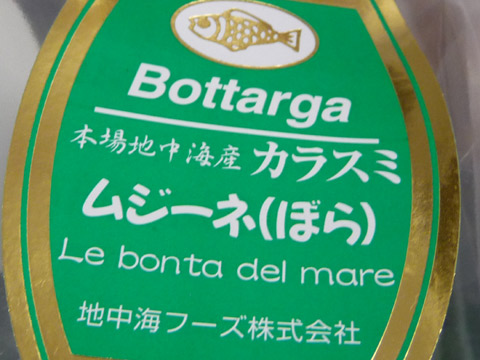 Bottarga
本場地中海産 カラスミ
ムジーネ(ぼら)
Le bonta del mare
地中海フーズ株式会社